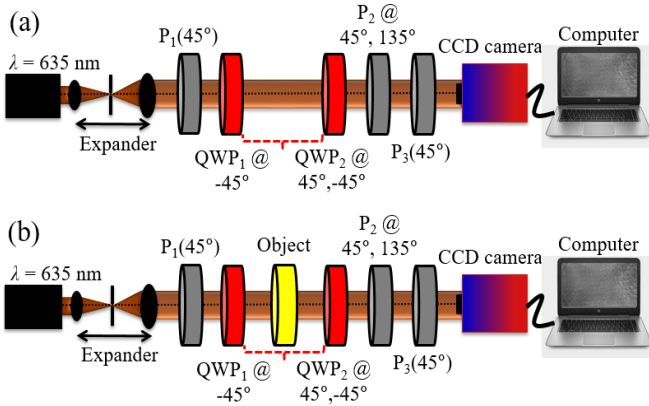 (a)
λ = 635 nm
P₁(45°)
P₂ @
45°, 135°
CCD camera
Computer
Expander
QWP₁ @
-45°
QWP₂ @
45°,-45°
P₃(45°)
(b)
λ = 635 nm
P₁(45°)
Object
P₂ @
45°, 135°
CCD camera
Computer
Expander
QWP₁ @
-45°
QWP₂ @
45°,-45°
P₃(45°)